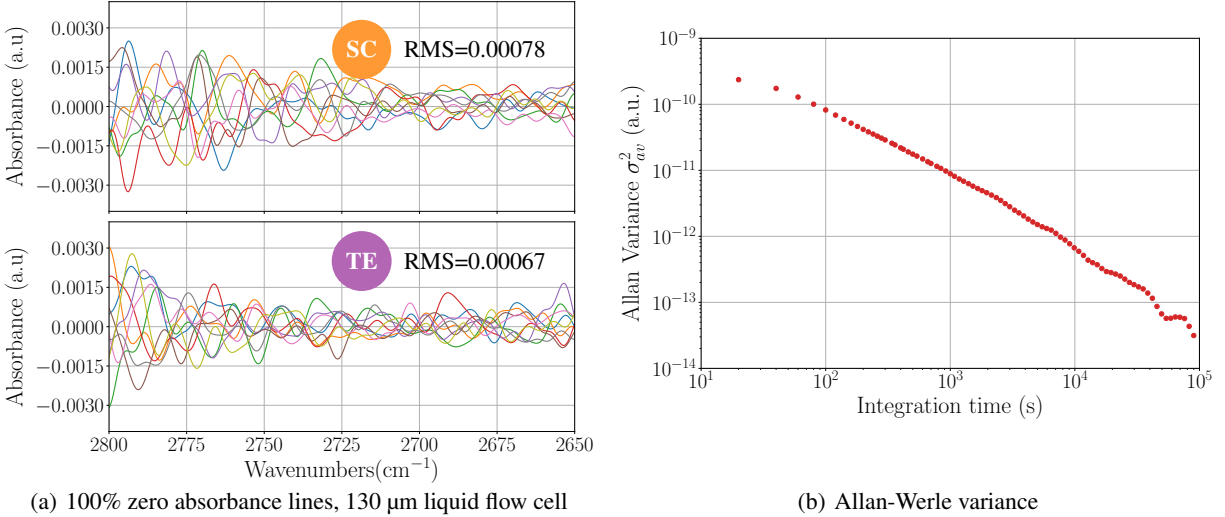 0.0030
0.0015
0.0000
−0.0015
−0.0030
Absorbance (a.u)
SC RMS=0.00078
0.0030
0.0015
0.0000
−0.0015
−0.0030
Absorbance (a.u)
TE RMS=0.00067
2800 2775 2750 2725 2700 2675 2650
Wavenumbers(cm⁻¹)
(a) 100% zero absorbance lines, 130 µm liquid flow cell
10⁻⁹
10⁻¹⁰
10⁻¹¹
10⁻¹²
10⁻¹³
10⁻¹⁴
Allan Variance σ²ₐᵥ (a.u.)
10¹ 10² 10³ 10⁴ 10⁵
Integration time (s)
(b) Allan-Werle variance